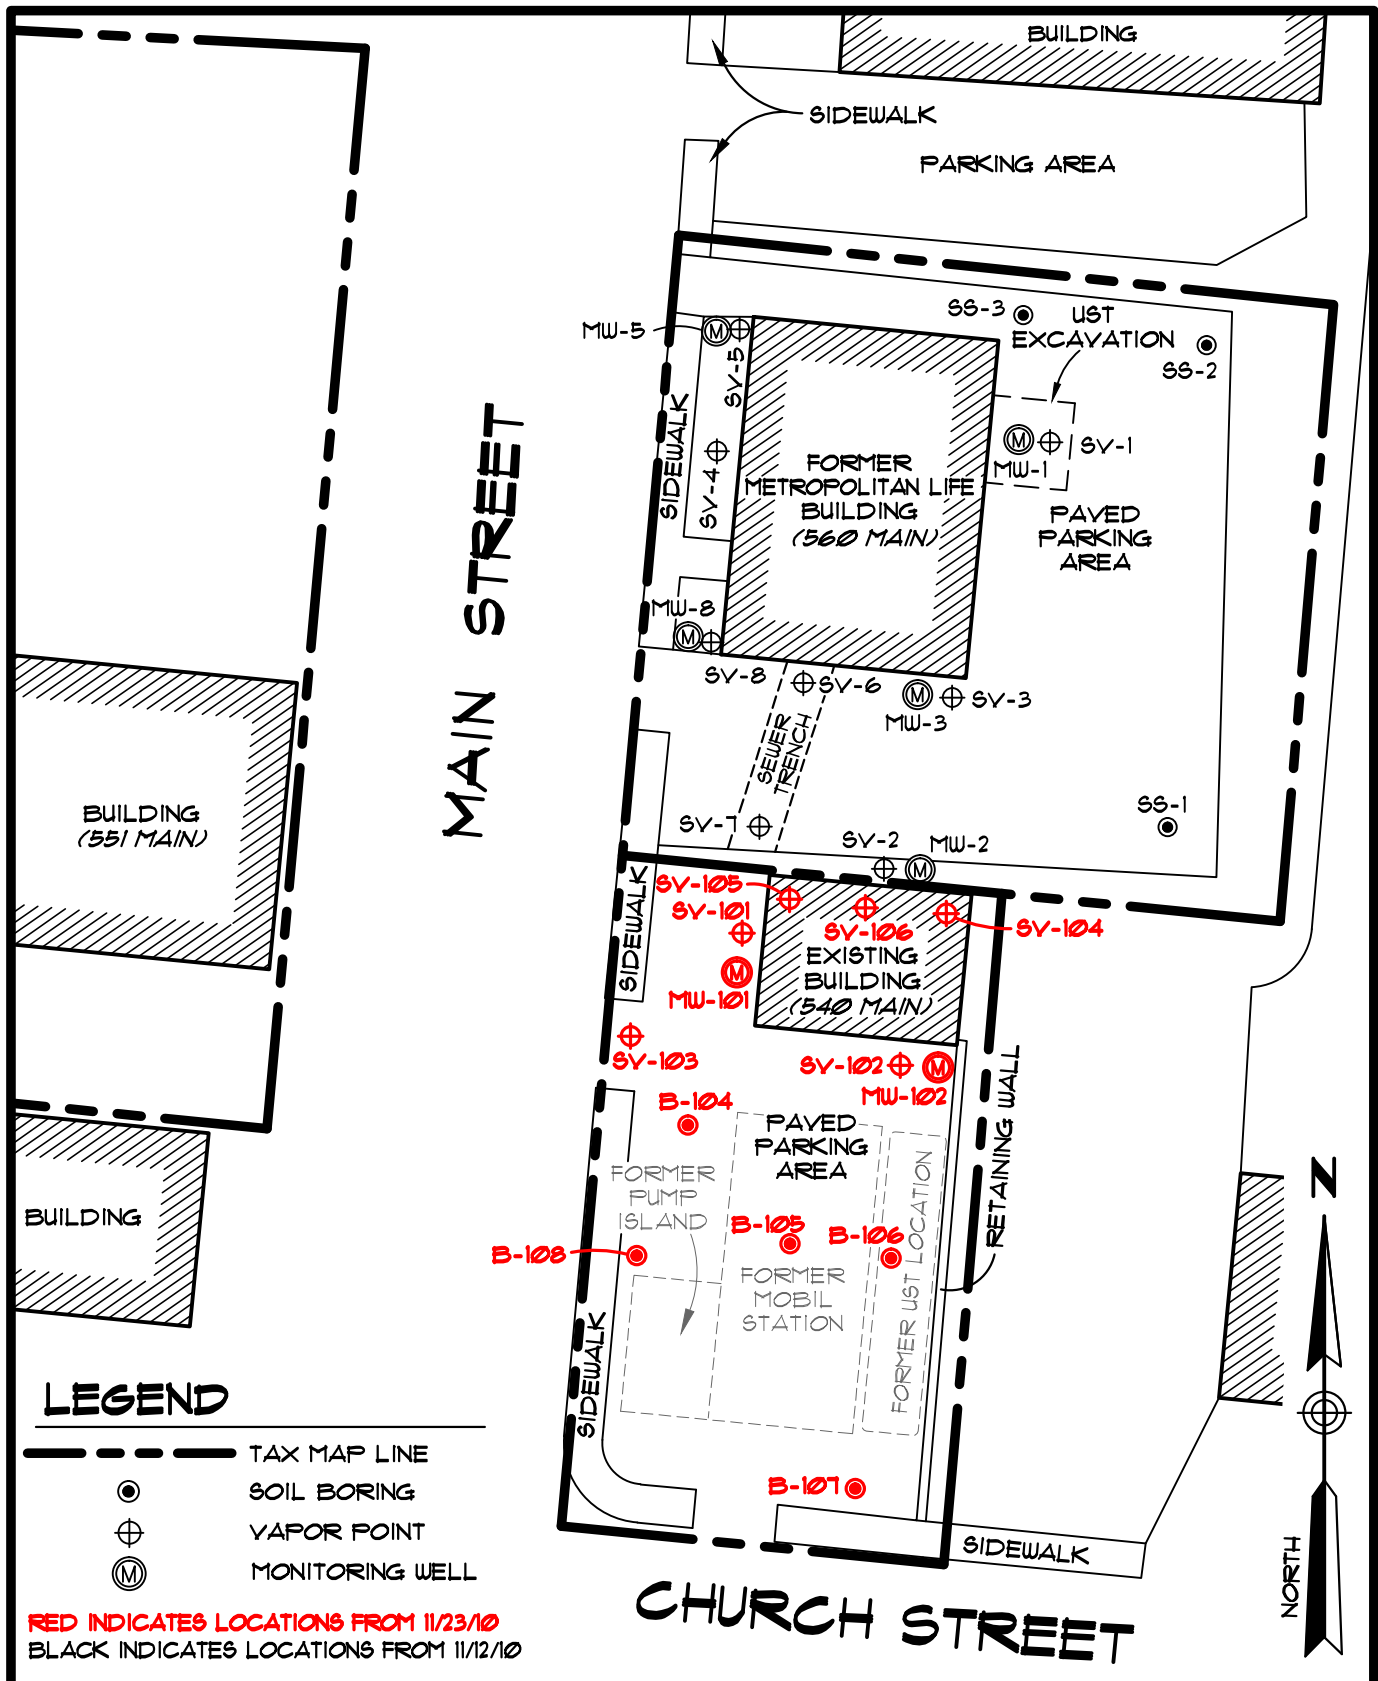 BUILDING
SIDEWALK
PARKING AREA
SS-3
UST
EXCAVATION
SS-2
MW-5
M
SV-5
SIDEWALK
SV-4
FORMER
METROPOLITAN LIFE
BUILDING
(560 MAIN)
M
MW-1
SV-1
PAVED
PARKING
AREA
MAIN STREET
MW-8
M
SV-8
SV-6
M
MW-3
SV-3
SEWER
TRENCH
BUILDING
(551 MAIN)
SS-1
SV-7
SV-2
M
MW-2
SV-105
SV-101
SIDEWALK
M
MW-101
SV-106
SV-104
EXISTING
BUILDING
(540 MAIN)
SV-103
SV-102
M
MW-102
B-104
PAVED
PARKING
AREA
FORMER
PUMP
ISLAND
RETAINING WALL
BUILDING
B-105
B-106
B-108
FORMER
MOBIL
STATION
FORMER UST LOCATION
SIDEWALK
B-107
SIDEWALK
CHURCH STREET
N
NORTH
LEGEND
TAX MAP LINE
SOIL BORING
VAPOR POINT
M
MONITORING WELL
RED INDICATES LOCATIONS FROM 11/23/10
BLACK INDICATES LOCATIONS FROM 11/12/10